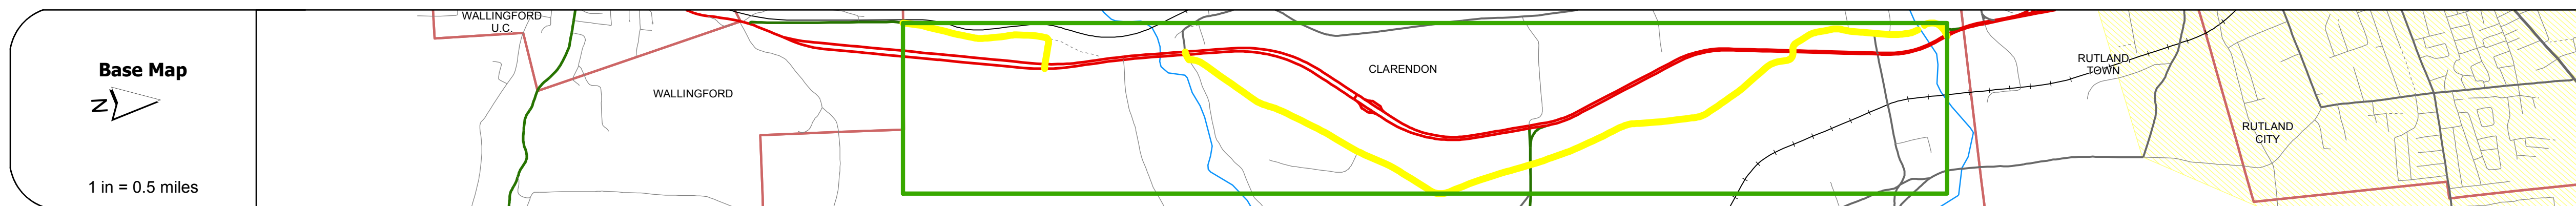 Base Map
N
1 in = 0.5 miles
WALLINGFORD
U.C.
WALLINGFORD
CLARENDON
RUTLAND
TOWN
RUTLAND
CITY